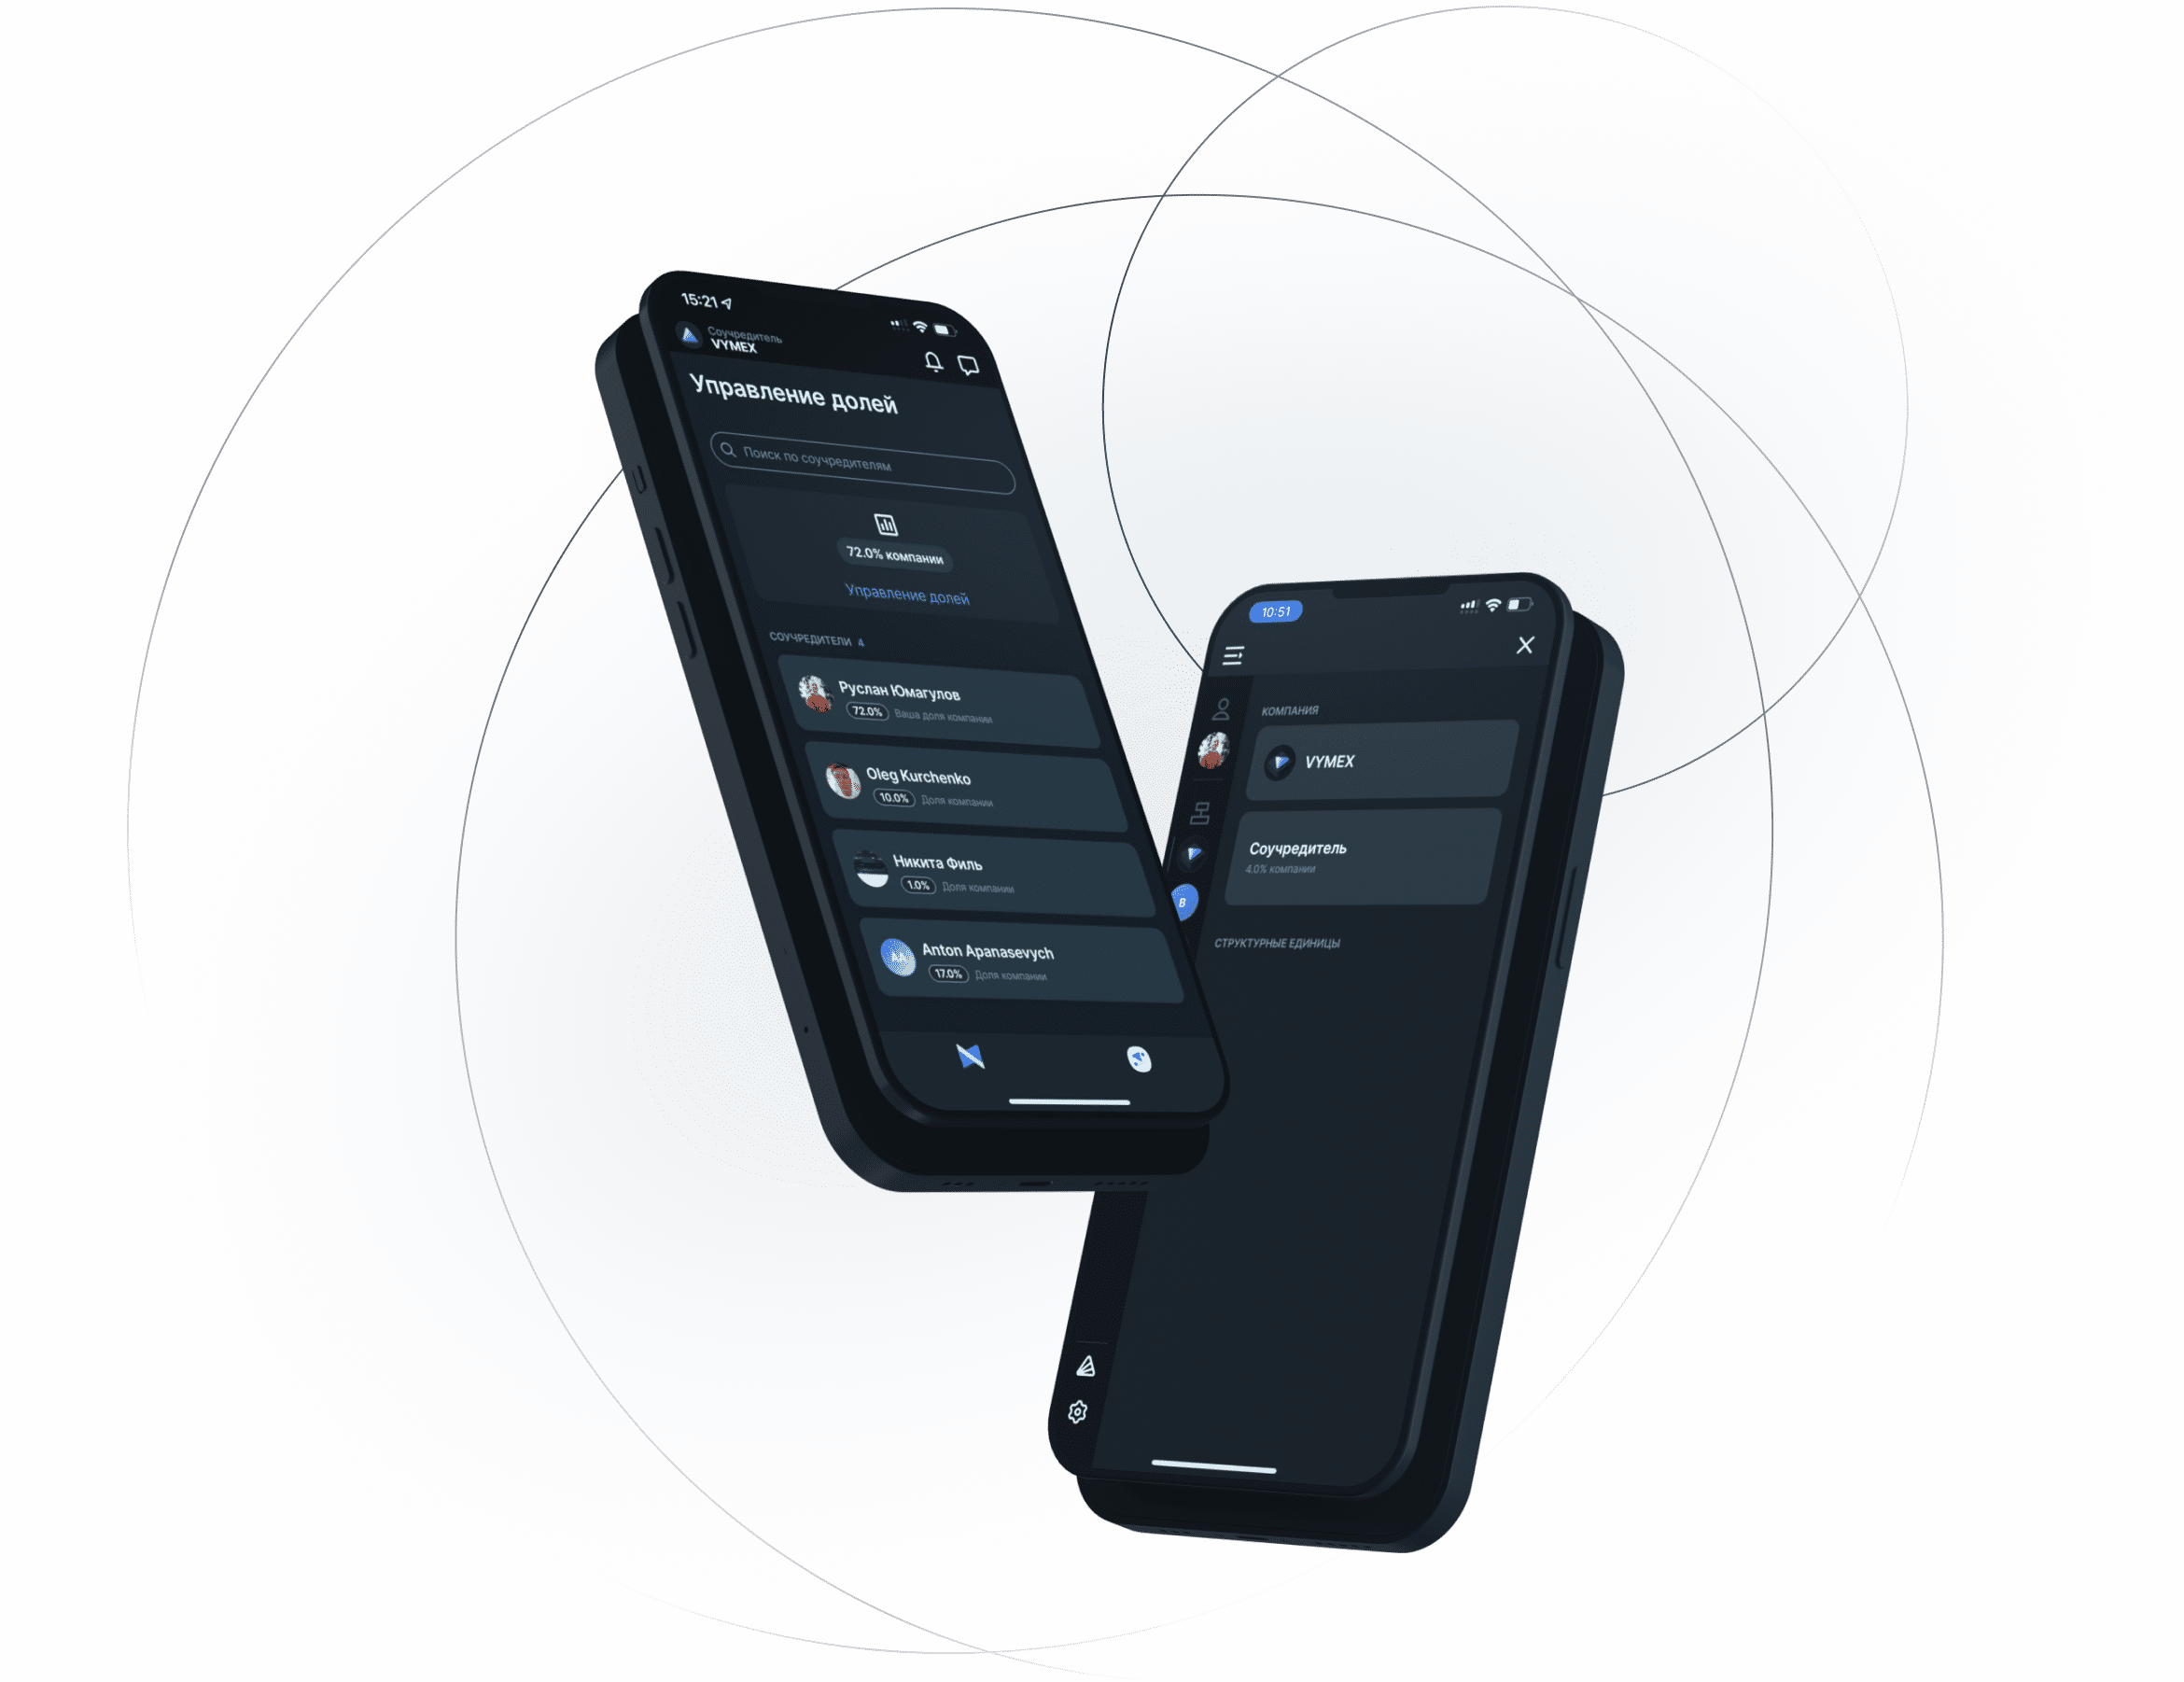 15:21
Соучредитель
VYMEX
Управление долей
Поиск по соучредителям
72.0% компании
Управление долей
СОУЧРЕДИТЕЛИ 4
Руслан Юмагулов
72.0% Ваша доля компании
Oleg Kurchenko
10.0% Доля компании
Никита Филь
1.0% Доля компании
AA
Anton Apanasevych
17.0% Доля компании
10:51
КОМПАНИЯ
VYMEX
Соучредитель
4.0% компании
B
СТРУКТУРНЫЕ ЕДИНИЦЫ